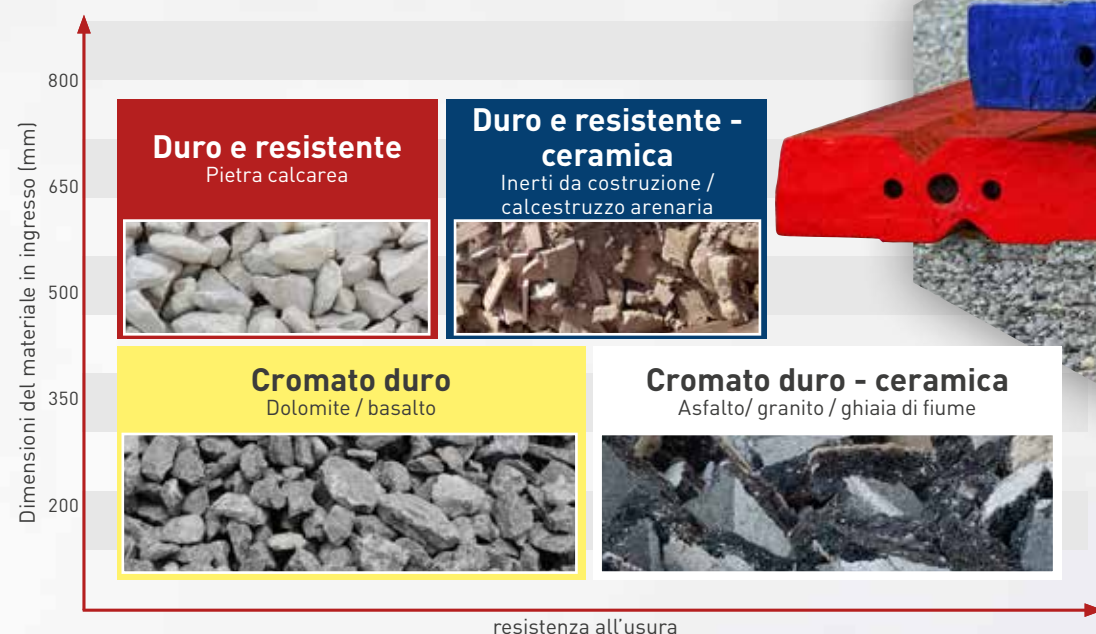 Dimensioni del materiale in ingresso (mm)
800
650
500
350
200
Duro e resistente
Pietra calcarea
Duro e resistente -
ceramica
Inerti da costruzione /
calcestruzzo arenaria
Cromato duro
Dolomite / basalto
Cromato duro - ceramica
Asfalto/ granito / ghiaia di fiume
resistenza all'usura